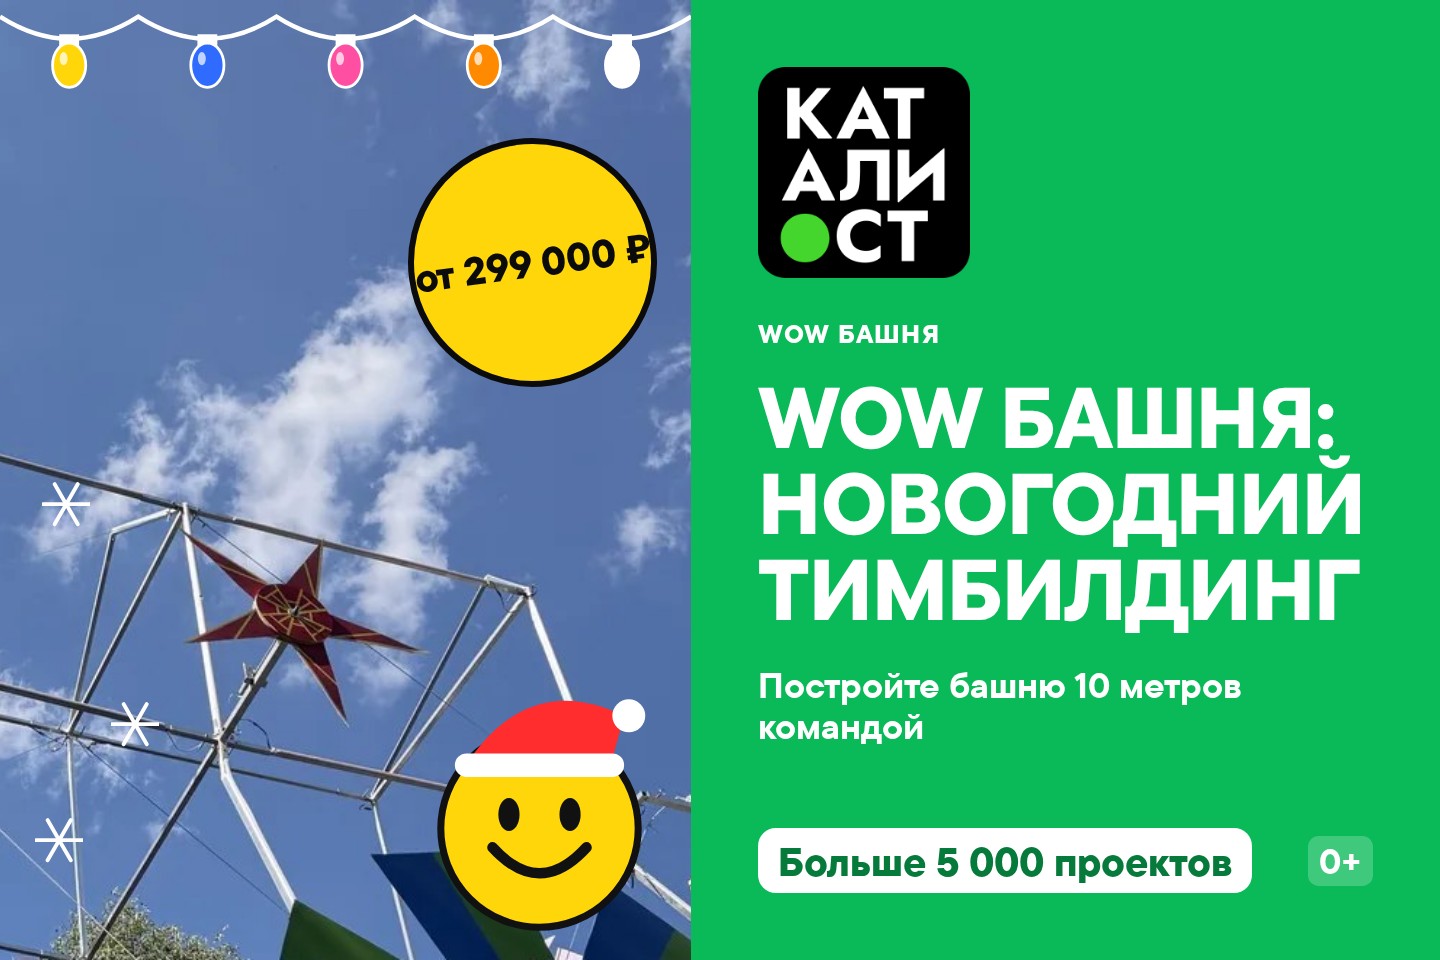 от 299 000 ₽
КАТ
АЛИ
СТ
WOW БАШНЯ
WOW БАШНЯ:
НОВОГОДНИЙ
ТИМБИЛДИНГ
Постройте башню 10 метров
командой
Больше 5 000 проектов
0+